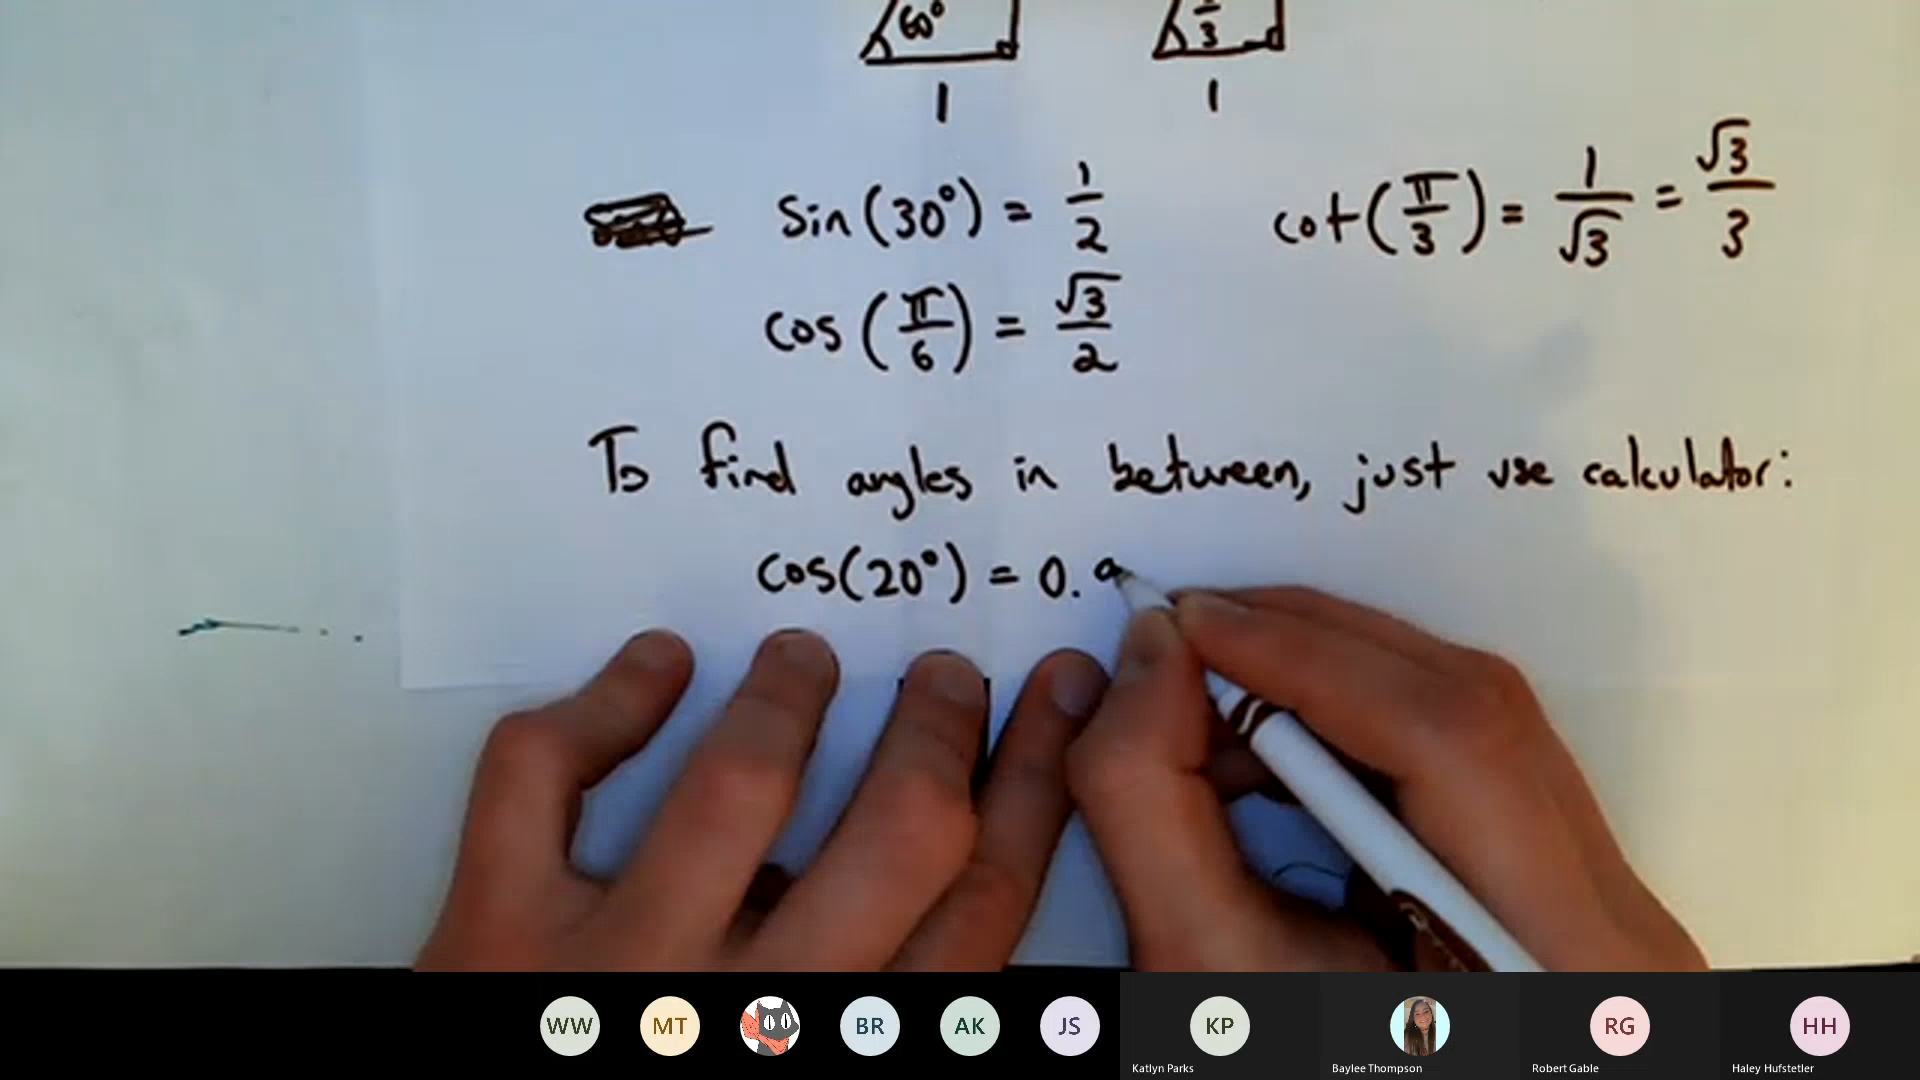 60° π/3
1 1
Sin(30°) = 1/2 cot(π/3) = 1/√3 = √3/3
cos(π/6) = √3/2
To find angles in between, just use calculator:
cos(20°) = 0.
WW MT BR AK JS KP RG HH
Katlyn Parks Baylee Thompson Robert Gable Haley Hufstetler